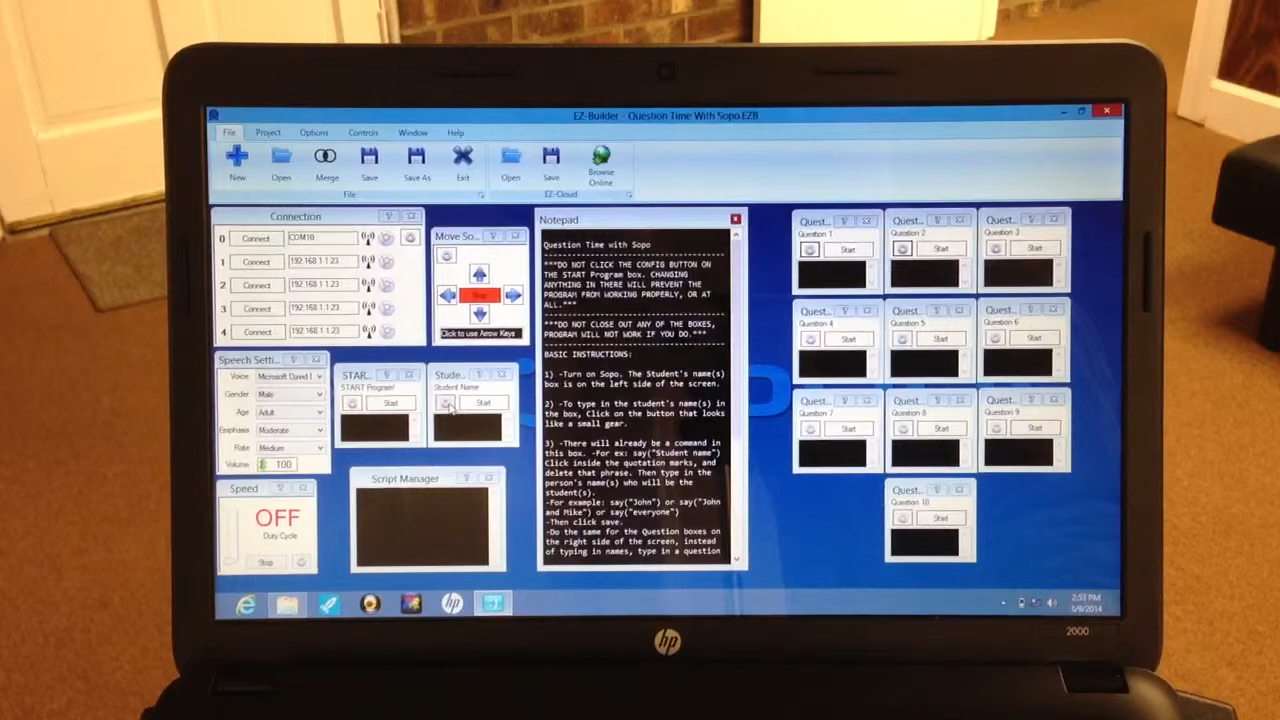 EZ-Builder - Question Time With Sopo.EZB
File Project Options Controls Window Help
New Open Merge Save Save As Exit Open Save Browse Online
File EZ-Cloud
Connection
0 Connect COM10
1 Connect 192.168.1.1:23
2 Connect 192.168.1.1:23
3 Connect 192.168.1.1:23
4 Connect 192.168.1.1:23
Move So...
Stop
Click to use Arrow Keys
Speech Setti...
Voice Microsoft David
Gender Male
Age Adult
Emphasis Moderate
Rate Medium
Volume 100
STAR...
START Program!
Start
Stude...
Student Name
Start
Speed
OFF
Duty Cycle
Stop
Script Manager
Notepad
Question Time with Sopo
***DO NOT CLICK THE CONFIG BUTTON ON
THE START Program box. CHANGING
ANYTHING IN THERE WILL PREVENT THE
PROGRAM FROM WORKING PROPERLY, OR AT
ALL.***
***DO NOT CLOSE OUT ANY OF THE BOXES,
PROGRAM WILL NOT WORK IF YOU DO.***
BASIC INSTRUCTIONS:
1) -Turn on Sopo. The Student's name(s)
box is on the left side of the screen.
2) -To type in the student's name(s) in
the box, Click on the button that looks
like a small gear.
3) -There will already be a command in
this box. -For ex: say("Student name")
Click inside the quotation marks, and
delete that phrase. Then type in the
person's name(s) who will be the
student(s).
-For example: say("John") or say("John
and Mike") or say("everyone")
-Then click save.
-Do the same for the Question boxes on
the right side of the screen, instead
of typing in names, type in a question
Quest...
Question 1
Start
Quest...
Question 2
Start
Quest...
Question 3
Start
Quest...
Question 4
Start
Quest...
Question 5
Start
Quest...
Question 6
Start
Quest...
Question 7
Start
Quest...
Question 8
Start
Quest...
Question 9
Start
Quest...
Question 10
Start
2:53 PM
3/9/2014
hp
hp
2000